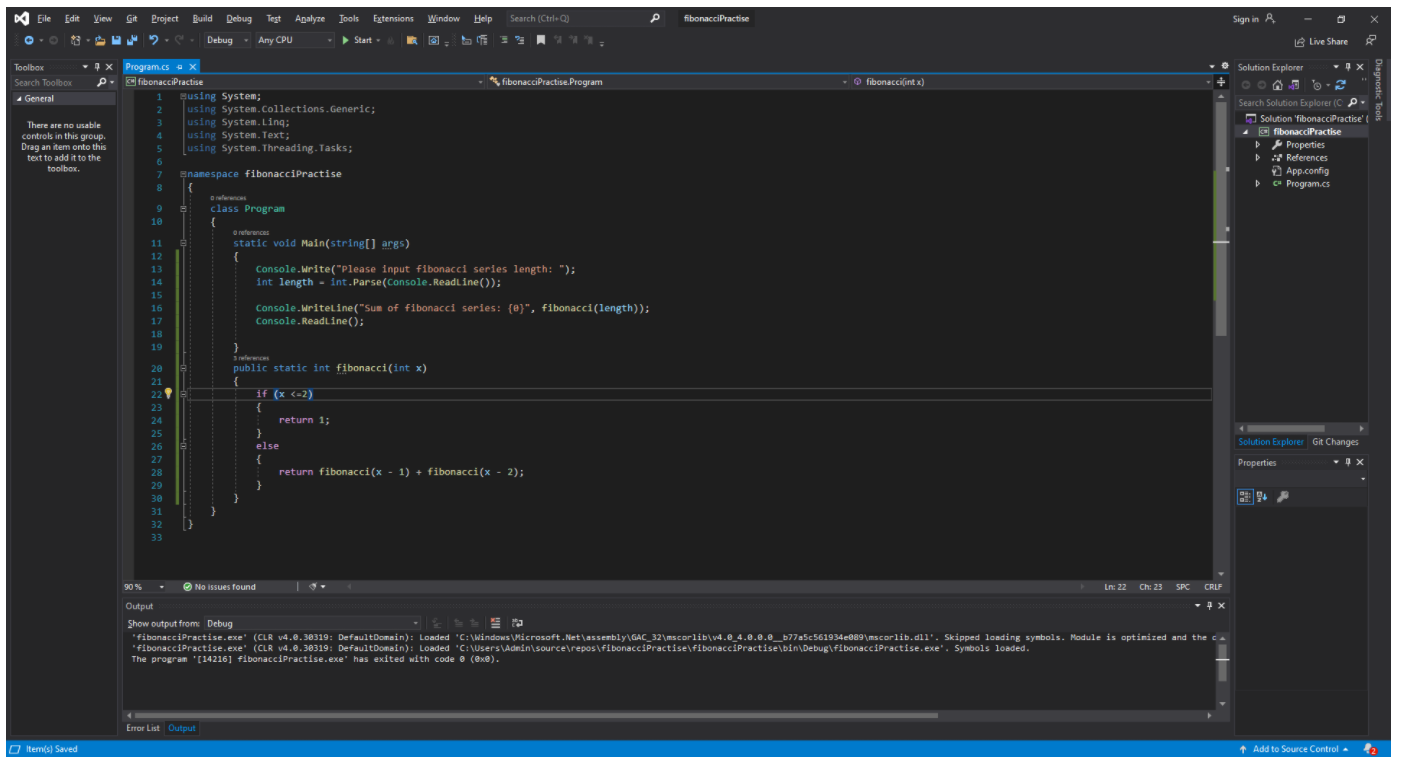 File Edit View Git Project Build Debug Test Analyze Tools Extensions Window Help Search (Ctrl+Q) fibonacciPractise Sign in
Debug Any CPU Start Live Share
Toolbox
Search Toolbox
General
There are no usable
controls in this group.
Drag an item onto this
text to add it to the
toolbox.
Program.cs
fibonacciPractise fibonacciPractise.Program fibonacci(int x)
1 using System;
2 using System.Collections.Generic;
3 using System.Linq;
4 using System.Text;
5 using System.Threading.Tasks;
6
7 namespace fibonacciPractise
8 {
0 references
9 class Program
10 {
0 references
11 static void Main(string[] args)
12 {
13 Console.Write("Please input fibonacci series length: ");
14 int length = int.Parse(Console.ReadLine());
15
16 Console.WriteLine("Sum of fibonacci series: {0}", fibonacci(length));
17 Console.ReadLine();
18
19 }
3 references
20 public static int fibonacci(int x)
21 {
22 if (x <=2)
23 {
24 return 1;
25 }
26 else
27 {
28 return fibonacci(x - 1) + fibonacci(x - 2);
29 }
30 }
31 }
32 }
33
90 % No issues found Ln: 22 Ch: 23 SPC CRLF
Output
Show output from: Debug
'fibonacciPractise.exe' (CLR v4.0.30319: DefaultDomain): Loaded 'C:\Windows\Microsoft.Net\assembly\GAC_32\mscorlib\v4.0_4.0.0.0__b77a5c561934e089\mscorlib.dll'. Skipped loading symbols. Module is optimized and the
'fibonacciPractise.exe' (CLR v4.0.30319: DefaultDomain): Loaded 'C:\Users\Admin\source\repos\fibonacciPractise\fibonacciPractise\bin\Debug\fibonacciPractise.exe'. Symbols loaded.
The program '[14216] fibonacciPractise.exe' has exited with code 0 (0x0).
Error List Output
Solution Explorer
Search Solution Explorer (C
Solution 'fibonacciPractise' (
fibonacciPractise
Properties
References
App.config
C# Program.cs
Solution Explorer Git Changes
Properties
Diagnostic Tools
Item(s) Saved Add to Source Control 2